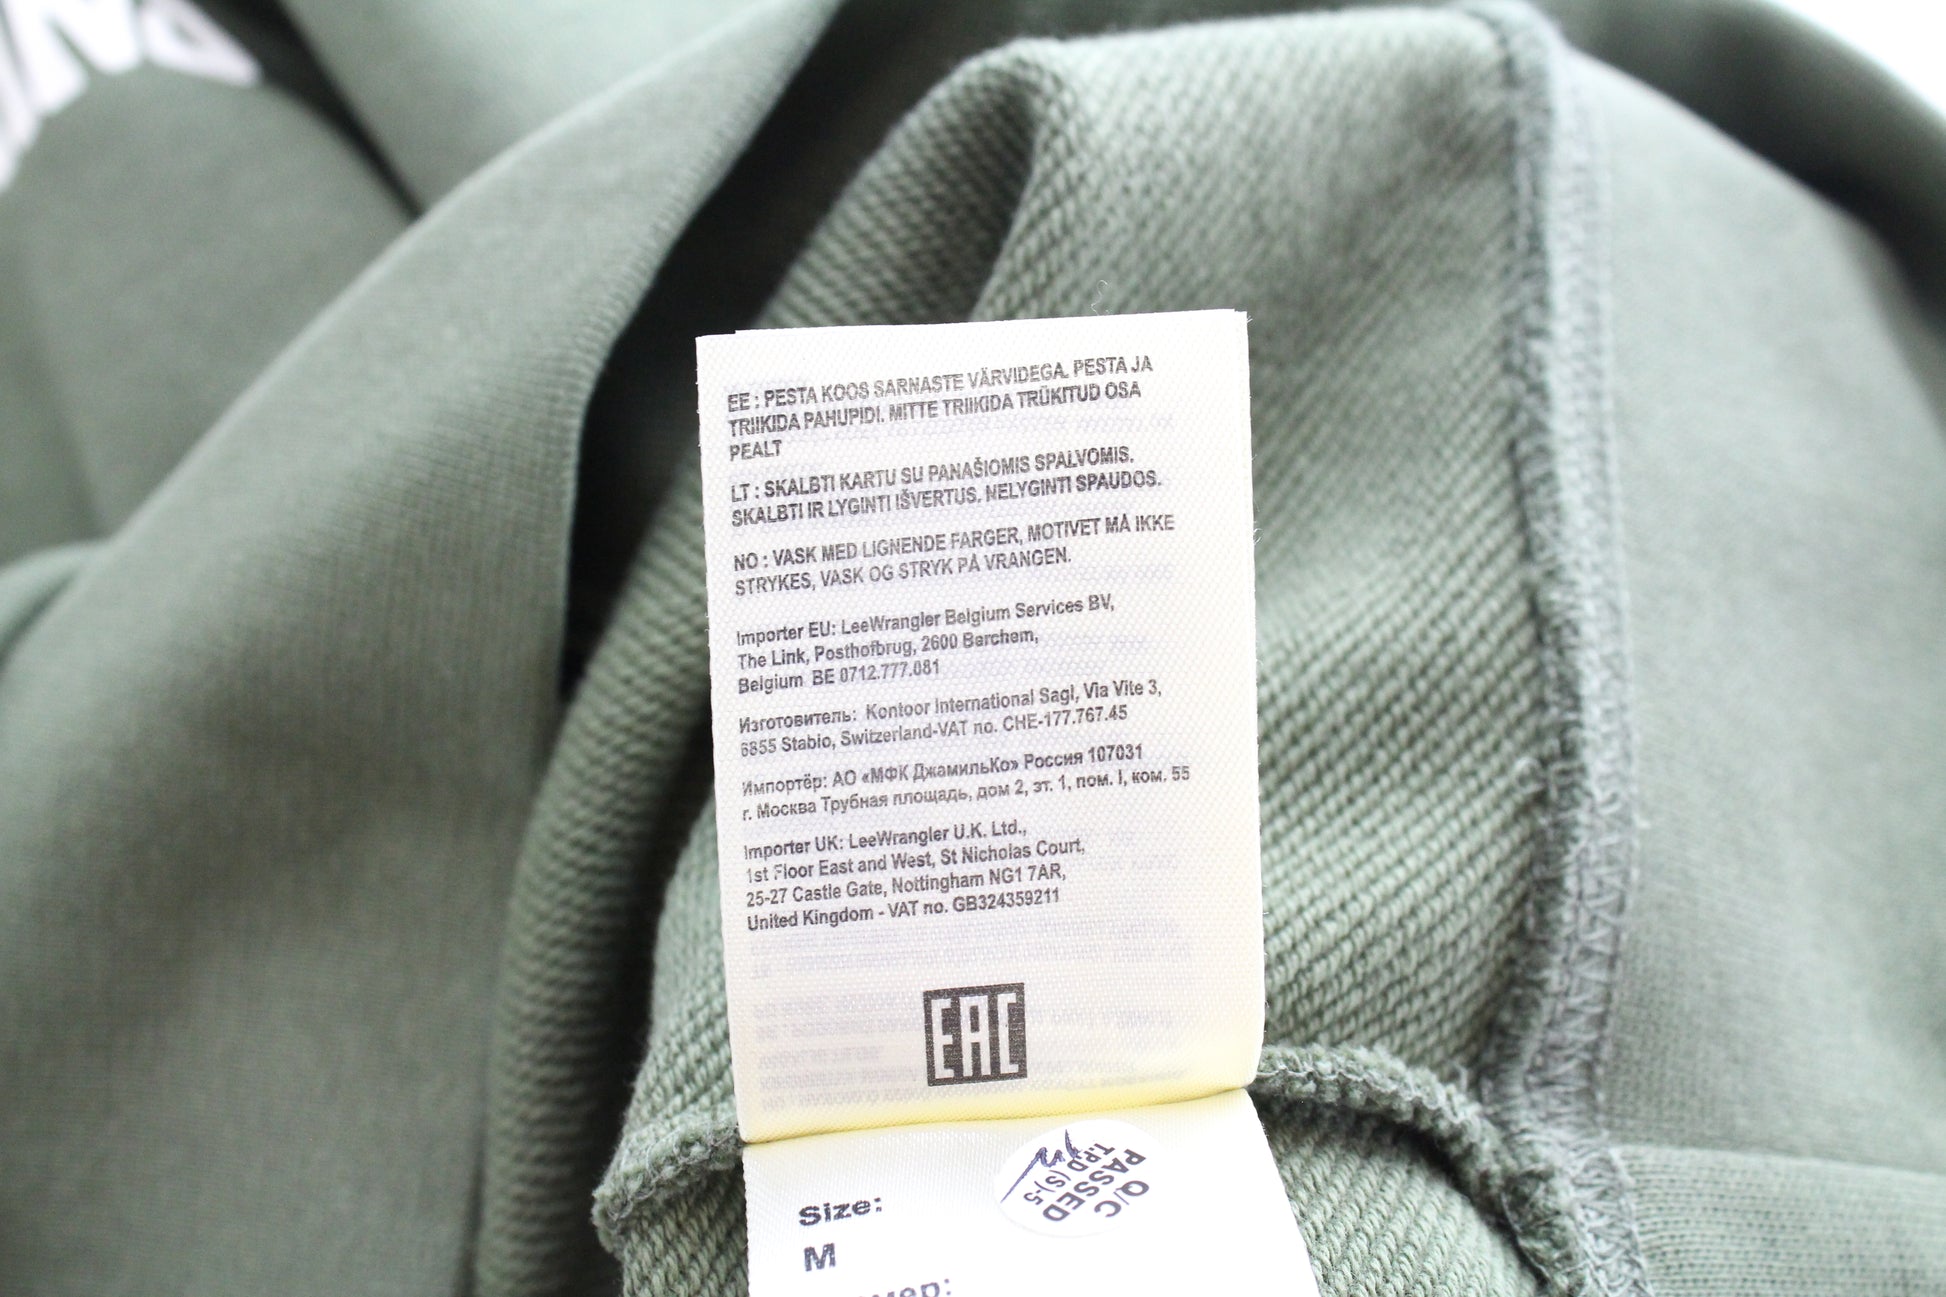 EE : PESTA KOOS SARNASTE VÄRVIDEGA. PESTA JA
TRIIKIDA PAHUPIDI. MITTE TRIIKIDA TRÜKITUD OSA
PEALT
LT : SKALBTI KARTU SU PANAŠIOMIS SPALVOMIS.
SKALBTI IR LYGINTI IŠVERTUS. NELYGINTI SPAUDOS.
NO : VASK MED LIGNENDE FARGER, MOTIVET MÅ IKKE
STRYKES, VASK OG STRYK PÅ VRANGEN.
Importer EU: LeeWrangler Belgium Services BV,
The Link, Posthofbrug, 2600 Berchem,
Belgium BE 0712.777.081
Изготовитель: Kontoor International Sagl, Via Vite 3,
6855 Stabio, Switzerland-VAT no. CHE-177.767.45
Импортёр: АО «МФК ДжамильКо» Россия 107031
г. Москва Трубная площадь, дом 2, эт. 1, пом. I, ком. 55
Importer UK: LeeWrangler U.K. Ltd.,
1st Floor East and West, St Nicholas Court,
25-27 Castle Gate, Nottingham NG1 7AR,
United Kingdom - VAT no. GB324359211
EAC
Q/C
PASSED
T.P.D(S)-5
Size:
M